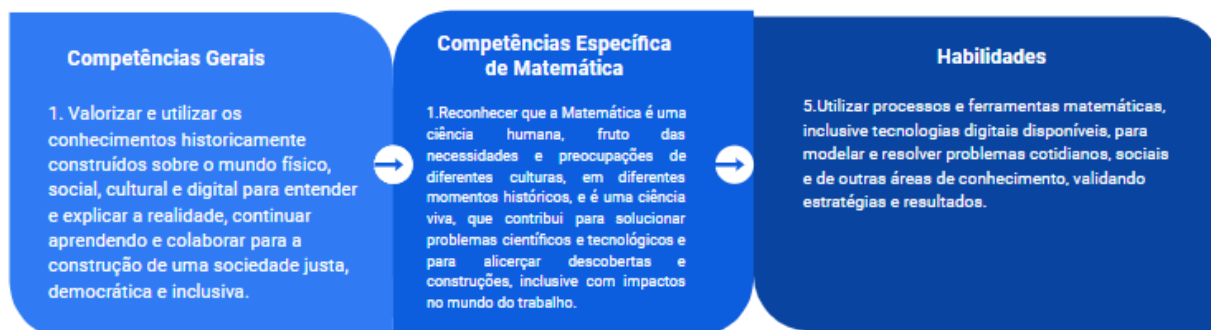 Competências Gerais
1. Valorizar e utilizar os
conhecimentos historicamente
construídos sobre o mundo físico,
social, cultural e digital para entender
e explicar a realidade, continuar
aprendendo e colaborar para a
construção de uma sociedade justa,
democrática e inclusiva.
Competências Específica
de Matemática
1.Reconhecer que a Matemática é uma
ciência humana, fruto das
necessidades e preocupações de
diferentes culturas, em diferentes
momentos históricos, e é uma ciência
viva, que contribui para solucionar
problemas científicos e tecnológicos e
para alicerçar descobertas e
construções, inclusive com impactos
no mundo do trabalho.
Habilidades
5.Utilizar processos e ferramentas matemáticas,
inclusive tecnologias digitais disponíveis, para
modelar e resolver problemas cotidianos, sociais
e de outras áreas de conhecimento, validando
estratégias e resultados.